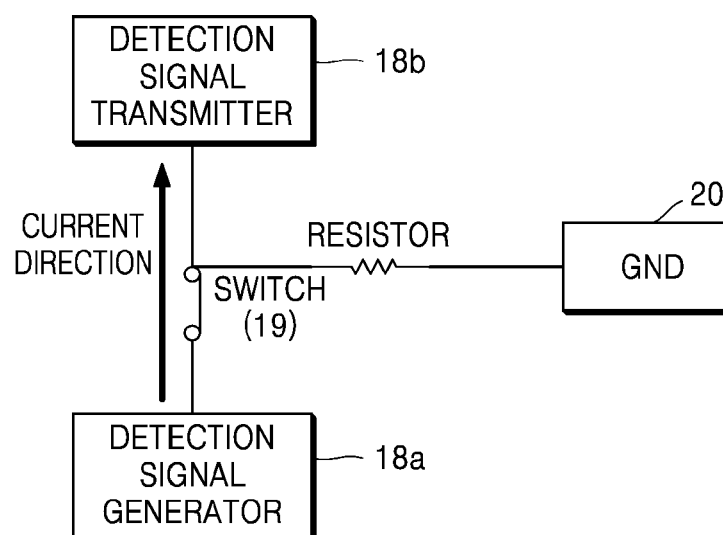 DETECTION
SIGNAL
TRANSMITTER
18b
20
CURRENT
DIRECTION
RESISTOR
GND
SWITCH
(19)
DETECTION
SIGNAL
GENERATOR
18a